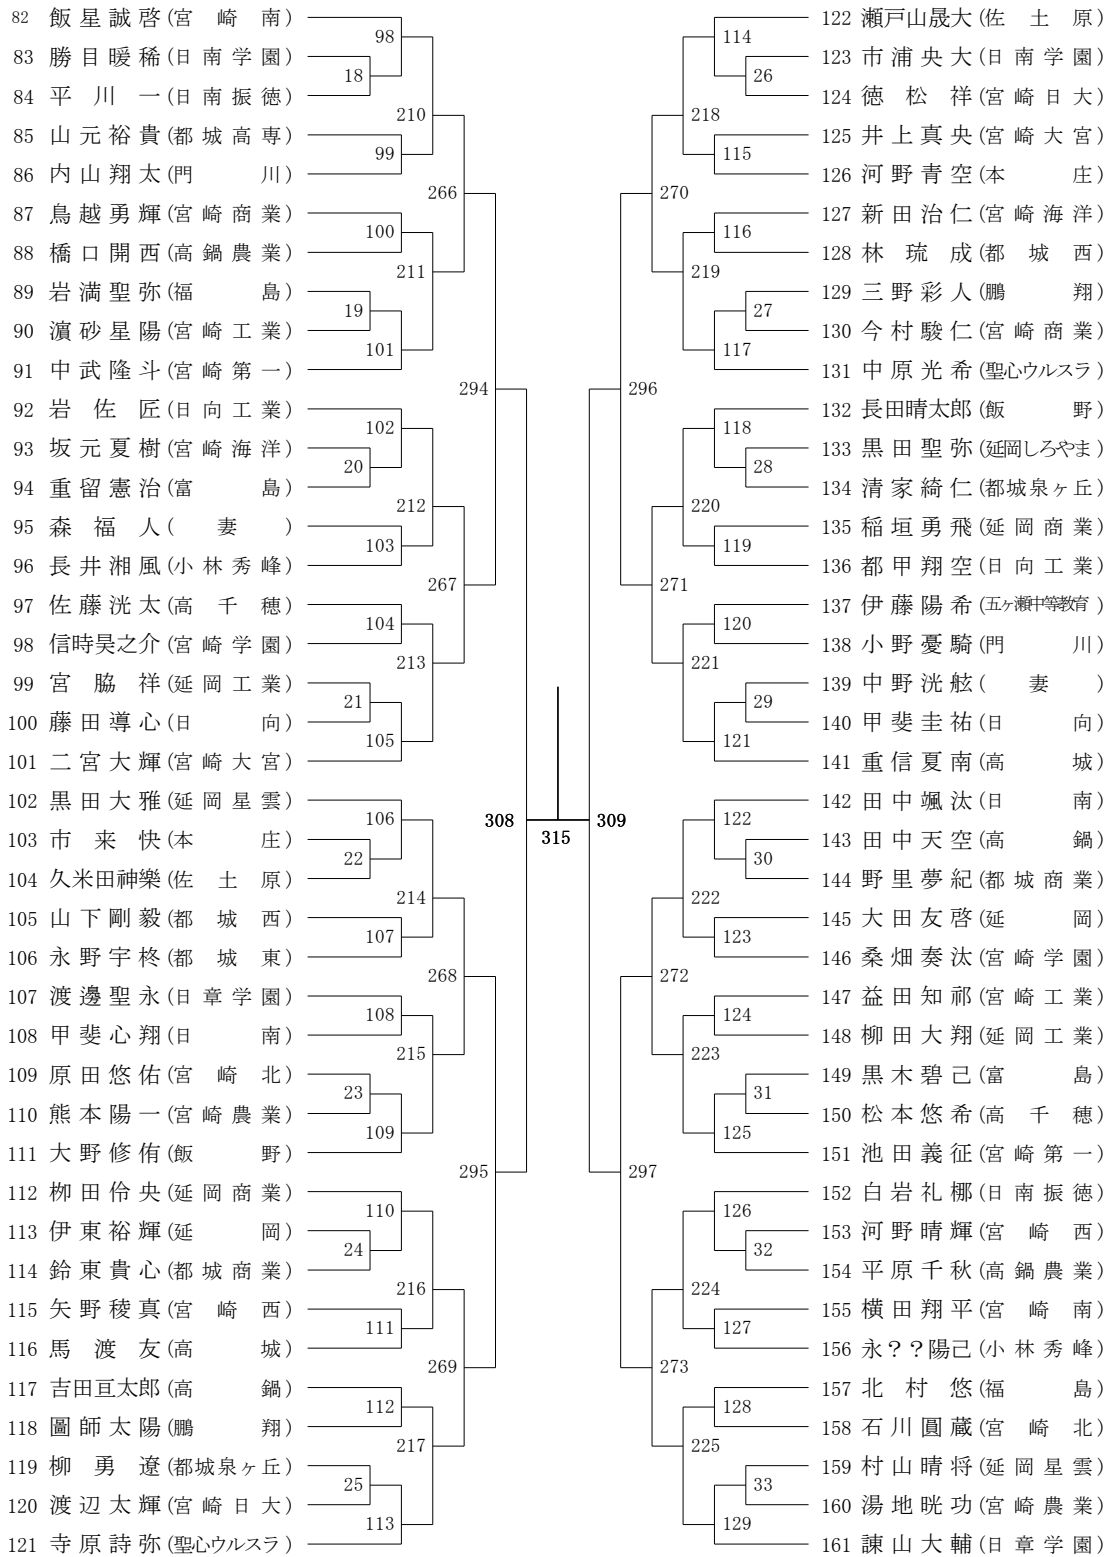 82 飯星誠啓(宮崎南)
83 勝目暖稀(日南学園)
84 平川一(日南振徳)
85 山元裕貴(都城高専)
86 内山翔太(門川)
87 鳥越勇輝(宮崎商業)
88 橋口開西(高鍋農業)
89 岩満聖弥(福島)
90 濵砂星陽(宮崎工業)
91 中武隆斗(宮崎第一)
92 岩佐匠(日向工業)
93 坂元夏樹(宮崎海洋)
94 重留憲治(富島)
95 森福人(妻)
96 長井湘風(小林秀峰)
97 佐藤洸太(高千穂)
98 信時昊之介(宮崎学園)
99 宮脇祥(延岡工業)
100 藤田導心(日向)
101 二宮大輝(宮崎大宮)
102 黒田大雅(延岡星雲)
103 市来快(本庄)
104 久米田神樂(佐土原)
105 山下剛毅(都城西)
106 永野宇柊(都城東)
107 渡邊聖永(日章学園)
108 甲斐心翔(日南)
109 原田悠佑(宮崎北)
110 熊本陽一(宮崎農業)
111 大野修侑(飯野)
112 栁田伶央(延岡商業)
113 伊東裕輝(延岡)
114 鈴東貴心(都城商業)
115 矢野稜真(宮崎西)
116 馬渡友(高城)
117 吉田亘太郎(高鍋)
118 圖師太陽(鵬翔)
119 柳勇遼(都城泉ヶ丘)
120 渡辺太輝(宮崎日大)
121 寺原詩弥(聖心ウルスラ)
98
18
210
99
266
100
211
19
101
294
102
20
212
103
267
104
213
21
105
308
106
22
214
107
268
108
215
23
109
295
110
24
216
111
269
112
217
25
113
315
309
114
26
218
115
270
116
219
27
117
296
118
28
220
119
271
120
221
29
121
122
30
222
123
272
124
223
31
125
297
126
32
224
127
273
128
225
33
129
122 瀬戸山晟大(佐土原)
123 市浦央大(日南学園)
124 徳松祥(宮崎日大)
125 井上真央(宮崎大宮)
126 河野青空(本庄)
127 新田治仁(宮崎海洋)
128 林琉成(都城西)
129 三野彩人(鵬翔)
130 今村駿仁(宮崎商業)
131 中原光希(聖心ウルスラ)
132 長田晴太郎(飯野)
133 黒田聖弥(延岡しろやま)
134 清家綺仁(都城泉ヶ丘)
135 稲垣勇飛(延岡商業)
136 都甲翔空(日向工業)
137 伊藤陽希(五ヶ瀬中等教育)
138 小野憂騎(門川)
139 中野洸舷(妻)
140 甲斐圭祐(日向)
141 重信夏南(高城)
142 田中颯汰(日南)
143 田中天空(高鍋)
144 野里夢紀(都城商業)
145 大田友啓(延岡)
146 桑畑奏汰(宮崎学園)
147 益田知祁(宮崎工業)
148 柳田大翔(延岡工業)
149 黒木碧己(富島)
150 松本悠希(高千穂)
151 池田義征(宮崎第一)
152 白岩礼梛(日南振徳)
153 河野晴輝(宮崎西)
154 平原千秋(高鍋農業)
155 横田翔平(宮崎南)
156 永??陽己(小林秀峰)
157 北村悠(福島)
158 石川圓蔵(宮崎北)
159 村山晴将(延岡星雲)
160 湯地晄功(宮崎農業)
161 諫山大輔(日章学園)